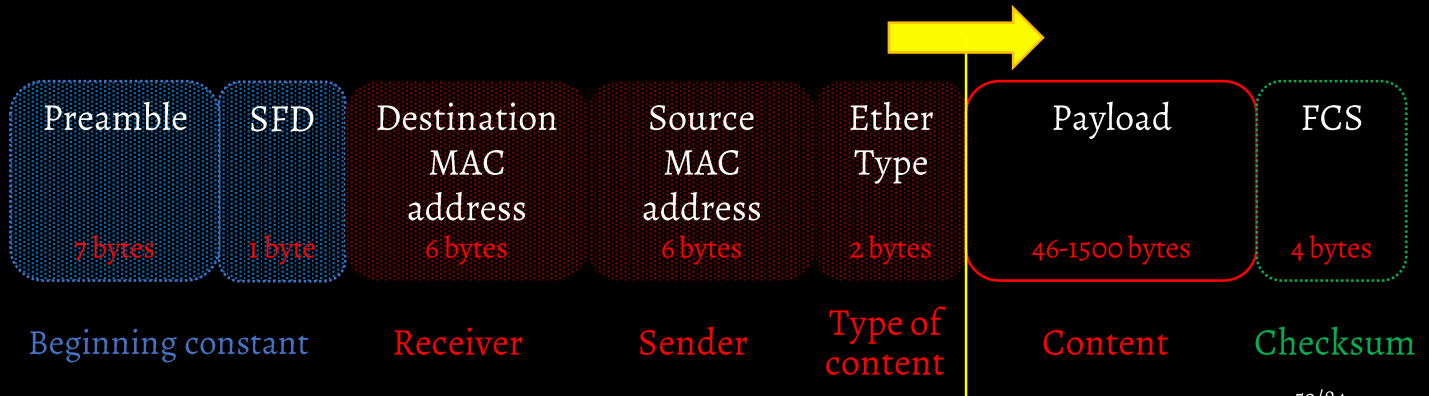 Preamble
SFD
Destination
MAC
address
Source
MAC
address
Ether
Type
Payload
FCS
7 bytes
1 byte
6 bytes
6 bytes
2 bytes
46-1500 bytes
4 bytes
Beginning constant
Receiver
Sender
Type of
content
Content
Checksum